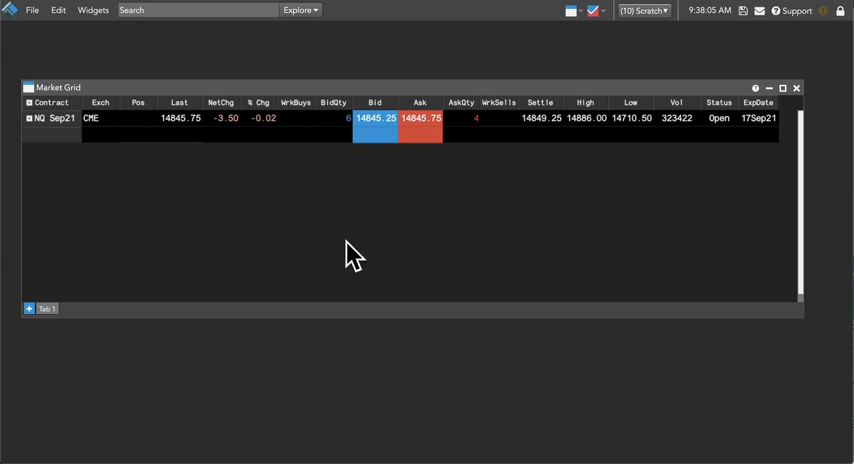 File Edit Widgets Search Explore (10) Scratch 9:38:05 AM Support
Market Grid
Contract Exch Pos Last NetChg % Chg WrkBuys BidQty Bid Ask AskQty WrkSells Settle High Low Vol Status ExpDate
NQ Sep21 CME 14845.75 -3.50 -0.02 6 14845.25 14845.75 4 14849.25 14886.00 14710.50 323422 Open 17Sep21
Tab 1